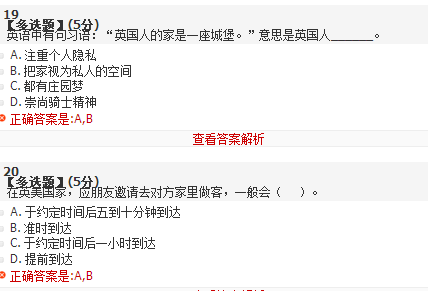 19
【多选题】(5分)
英语中有句习语：“英国人的家是一座城堡。”意思是英国人______。
A. 注重个人隐私
B. 把家视为私人的空间
C. 都有庄园梦
D. 崇尚骑士精神
正确答案是:A,B
查看答案解析
20
【多选题】(5分)
在英美国家，应朋友邀请去对方家里做客，一般会（ ）。
A. 于约定时间后五到十分钟到达
B. 准时到达
C. 于约定时间后一小时到达
D. 提前到达
正确答案是:A,B